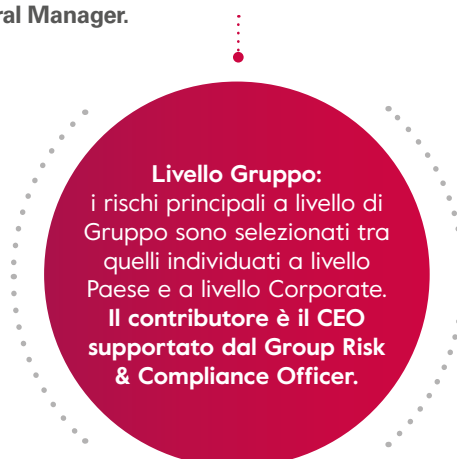 Manager.
Livello Gruppo:
i rischi principali a livello di
Gruppo sono selezionati tra
quelli individuati a livello
Paese e a livello Corporate.
Il contributore è il CEO
supportato dal Group Risk
& Compliance Officer.